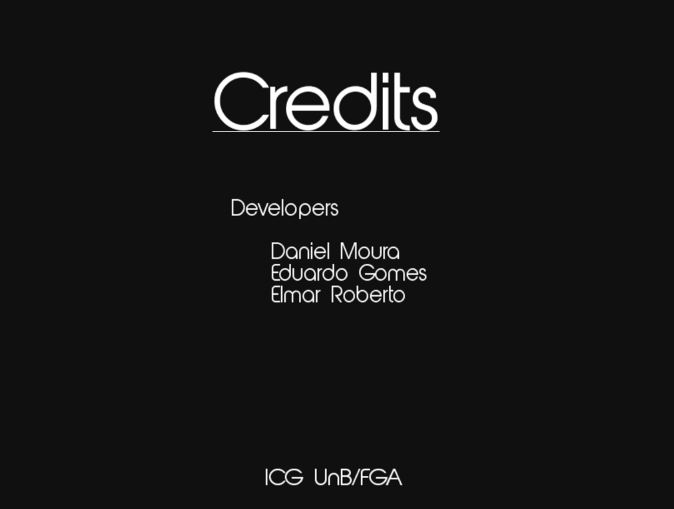 Credits
Developers
Daniel Moura
Eduardo Gomes
Elmar Roberto
ICG UnB/FGA